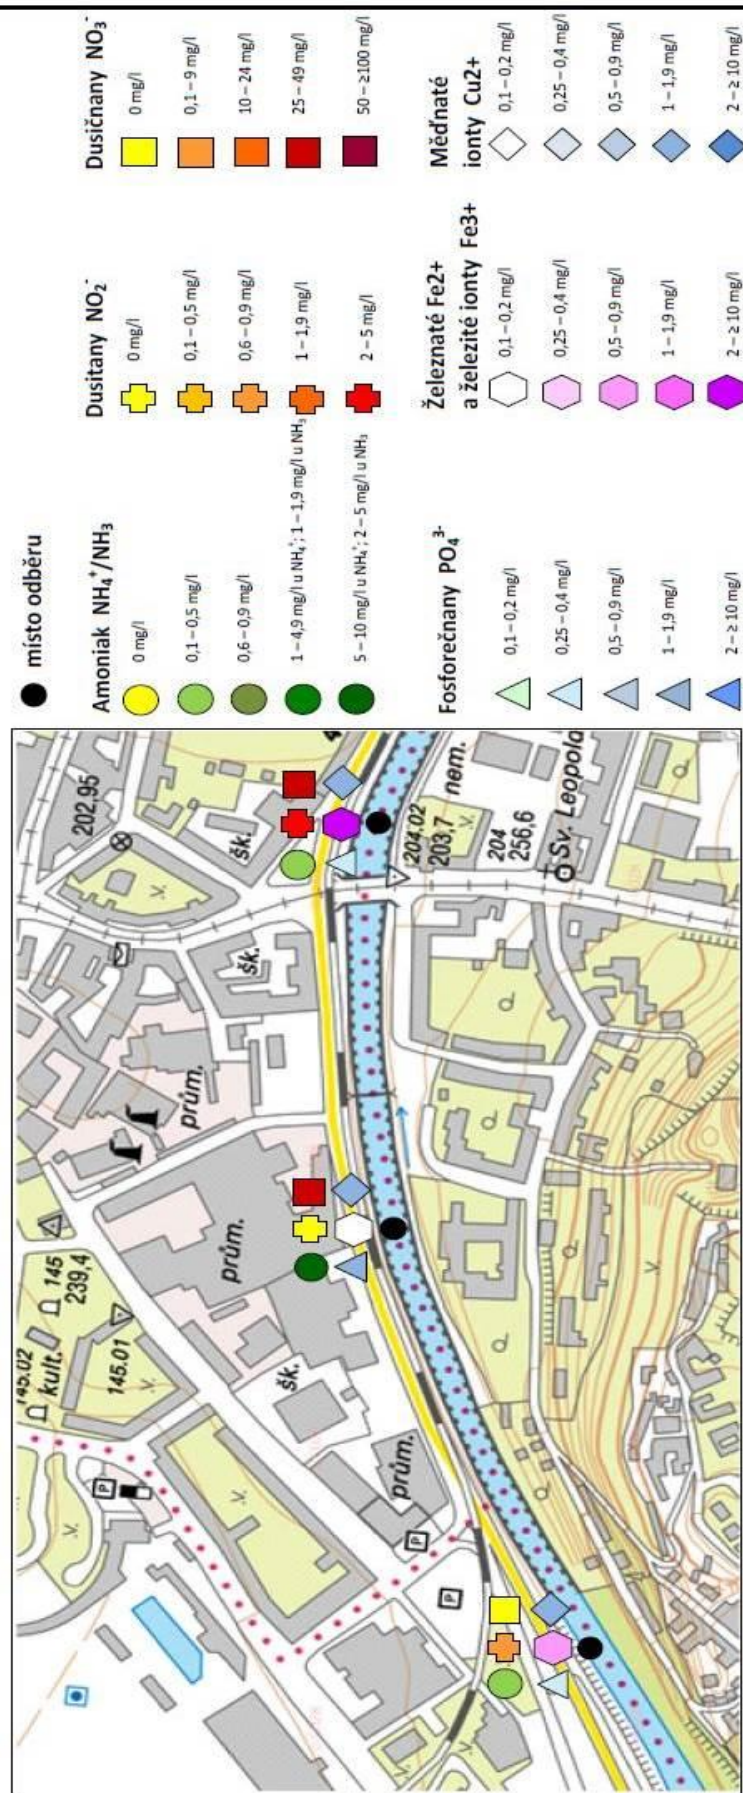 místo odběru
Amoniak NH₄⁺/NH₃
0 mg/l
0,1 – 0,5 mg/l
0,6 – 0,9 mg/l
1 – 4,9 mg/l u NH₄⁺; 1 – 1,9 mg/l u NH₃
5 – 10 mg/l u NH₄⁺; 2 – 5 mg/l u NH₃
Dusitany NO₂⁻
0 mg/l
0,1 – 0,5 mg/l
0,6 – 0,9 mg/l
1 – 1,9 mg/l
2 – 5 mg/l
Dusičnany NO₃⁻
0 mg/l
0,1 – 9 mg/l
10 – 24 mg/l
25 – 49 mg/l
50 – ≥100 mg/l
Fosforečnany PO₄³⁻
0,1 – 0,2 mg/l
0,25 – 0,4 mg/l
0,5 – 0,9 mg/l
1 – 1,9 mg/l
2 – ≥ 10 mg/l
Železnaté Fe2+
a železité ionty Fe3+
0,1 – 0,2 mg/l
0,25 – 0,4 mg/l
0,5 – 0,9 mg/l
1 – 1,9 mg/l
2 – ≥ 10 mg/l
Měďnaté
ionty Cu2+
0,1 – 0,2 mg/l
0,25 – 0,4 mg/l
0,5 – 0,9 mg/l
1 – 1,9 mg/l
2 – ≥ 10 mg/l
145.02
kult.
145
239,4
145.01
šk.
prům.
prům.
prům.
šk.
šk.
202,95
204.02
203,7
nem.
204
256,6
Sv. Leopola
P
P
P